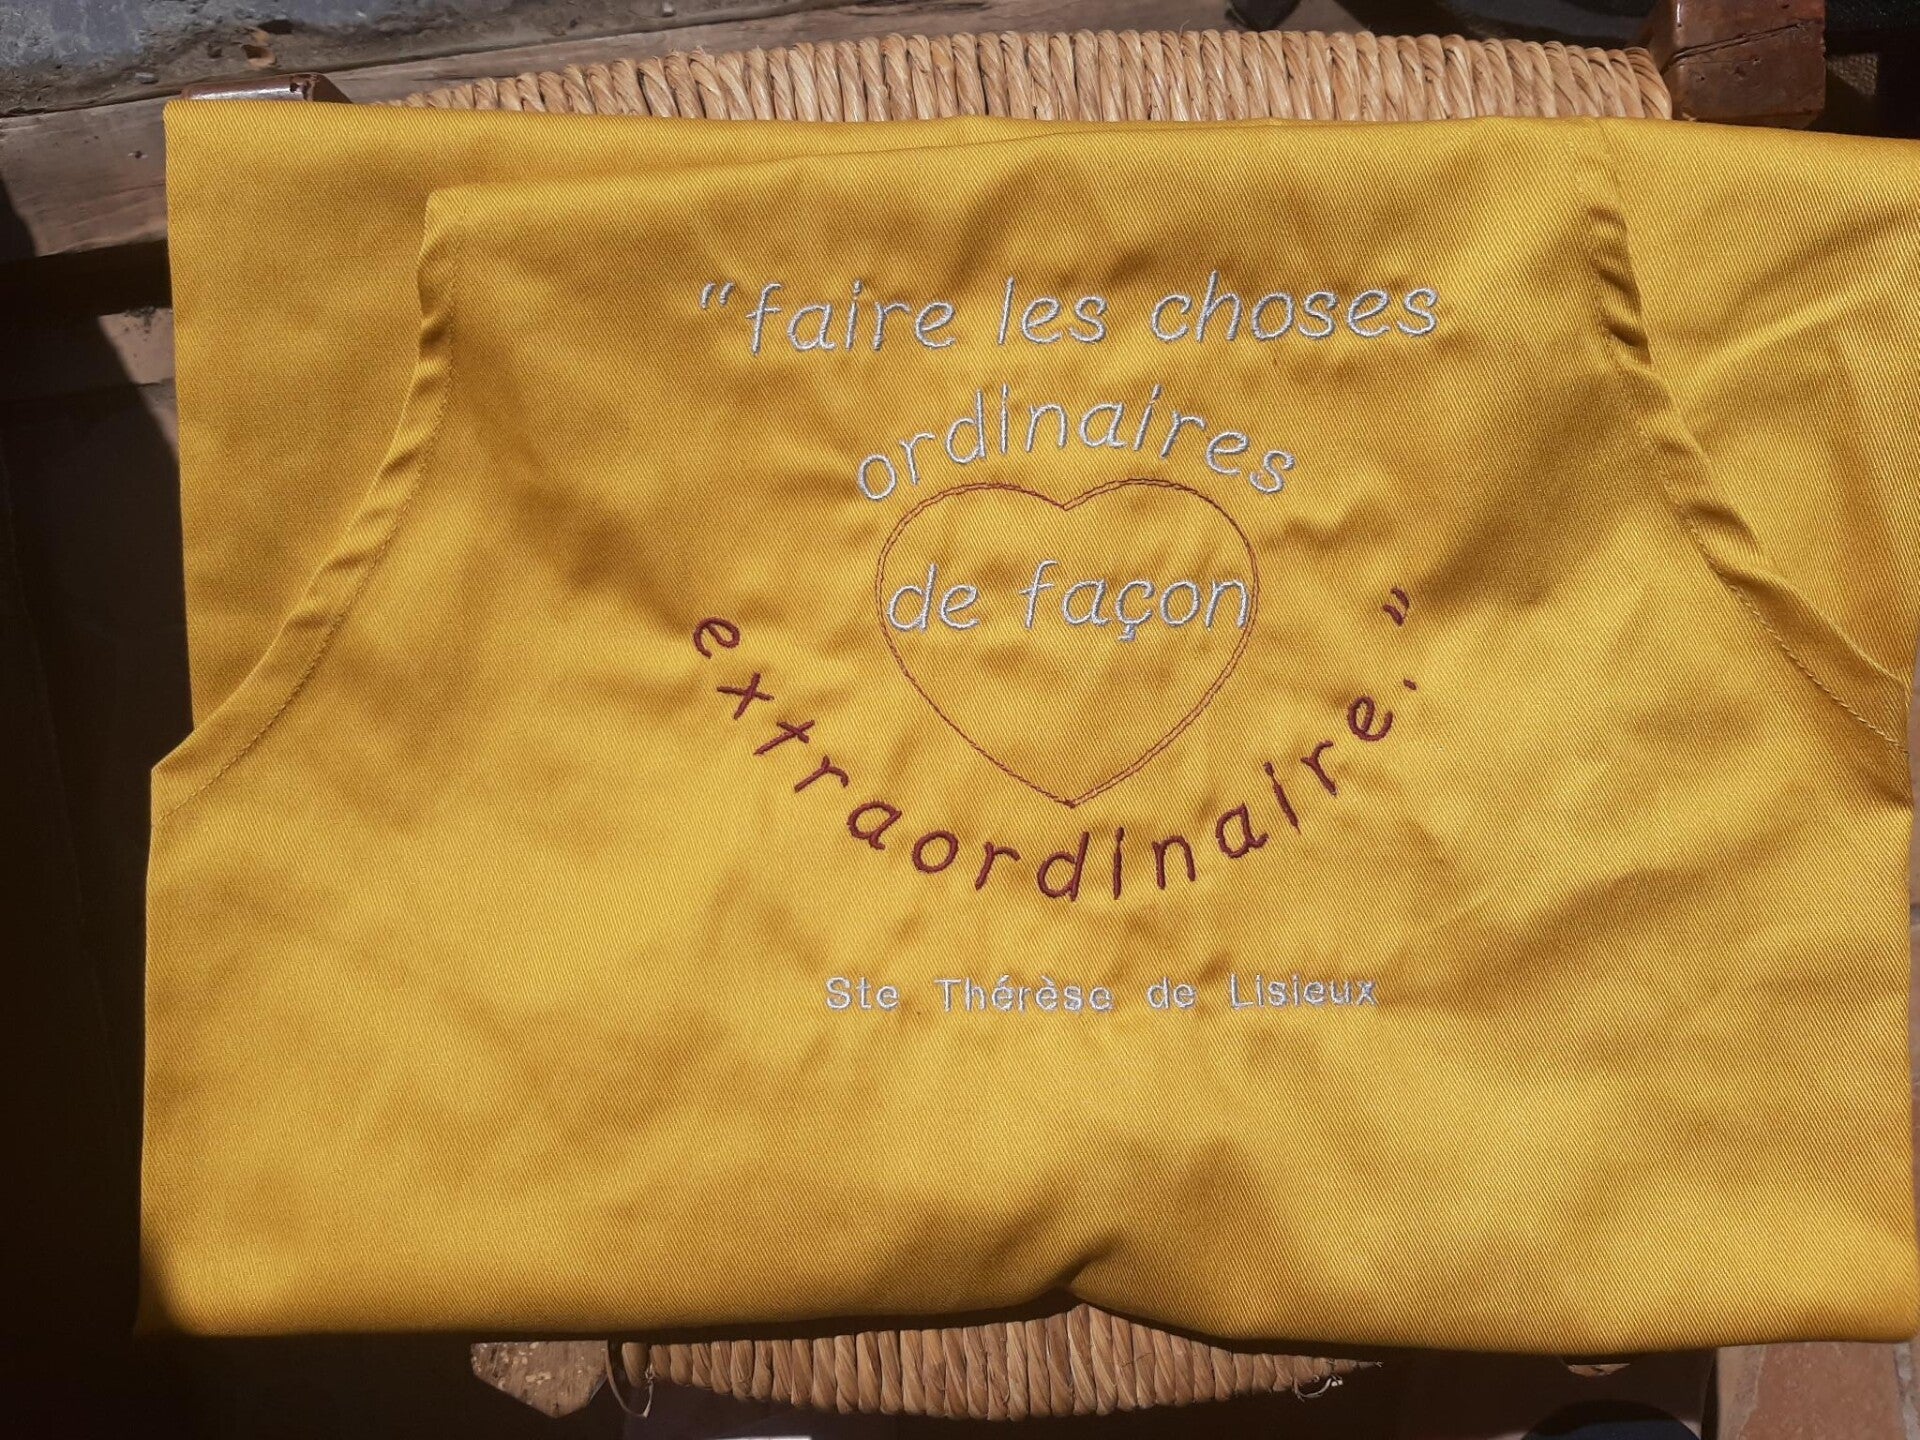 “faire les choses
ordinaires
de façon
extraordinaire.”
Ste Thérèse de Lisieux